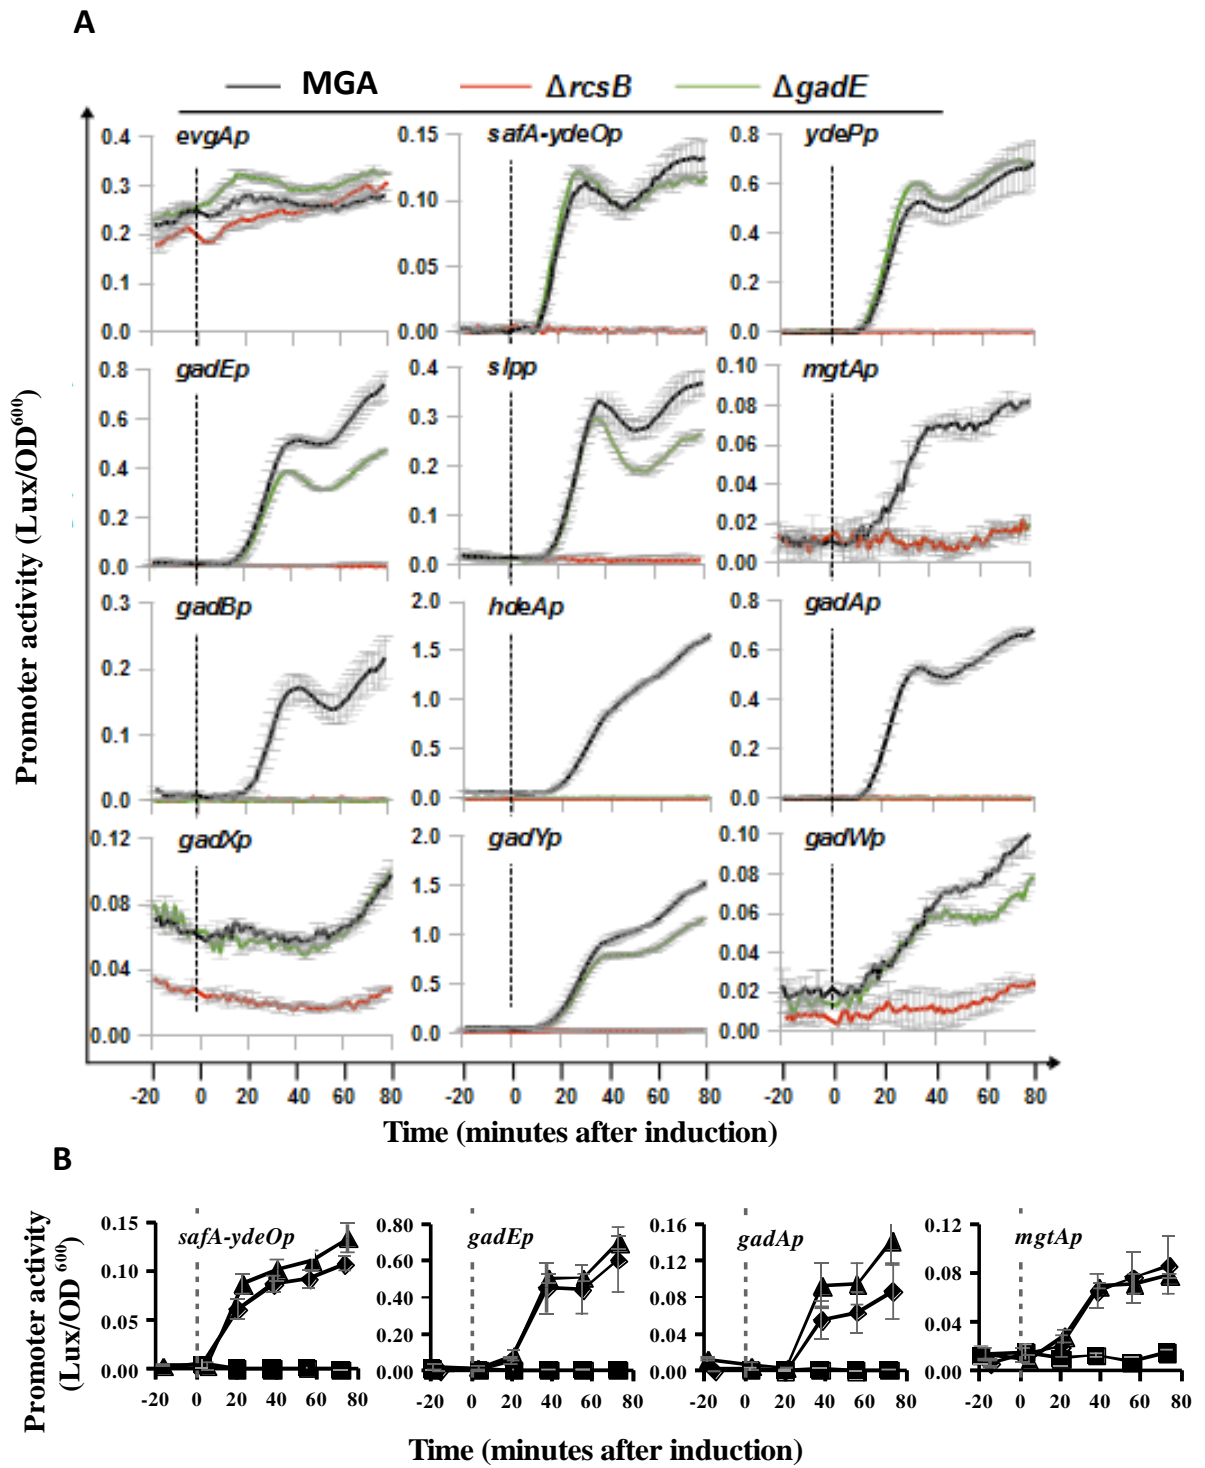 A
MGA ΔrcsB ΔgadE
evgAp safA-ydeOp ydePp
0.4 0.3 0.2 0.1 0.0
0.15 0.10 0.05 0.00
0.8 0.6 0.4 0.2 0.0
gadEp slpp mgtAp
0.8 0.6 0.4 0.2 0.0
0.4 0.3 0.2 0.1 0.0
0.10 0.08 0.06 0.04 0.02 0.00
gadBp hdeAp gadAp
0.3 0.2 0.1 0.0
2.0 1.5 1.0 0.5 0.0
0.8 0.6 0.4 0.2 0.0
gadXp gadYp gadWp
0.12 0.08 0.04 0.00
2.0 1.5 1.0 0.5 0.0
0.10 0.08 0.06 0.04 0.02 0.00
Promoter activity (Lux/OD600)
-20 0 20 40 60 80 -20 0 20 40 60 80 -20 0 20 40 60 80
Time (minutes after induction)
B
Promoter activity
(Lux/OD 600)
safA-ydeOp gadEp gadAp mgtAp
0.15 0.10 0.05 0.00
0.80 0.60 0.40 0.20 0.00
0.16 0.12 0.08 0.04 0.00
0.12 0.08 0.04 0.00
-20 0 20 40 60 80 -20 0 20 40 60 80 -20 0 20 40 60 80 -20 0 20 40 60 80
Time (minutes after induction)